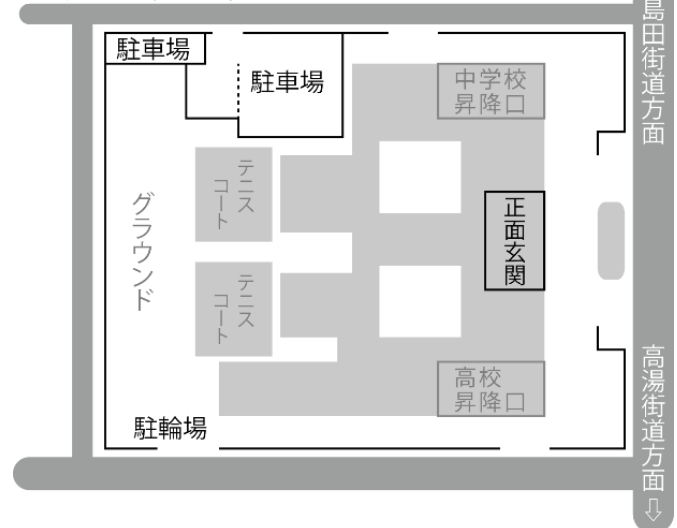 島田街道方面
駐車場
駐車場
中学校
昇降口
テニス
コート
正面玄関
グラウンド
テニス
コート
高校
昇降口
高湯街道方面⇩
駐輪場